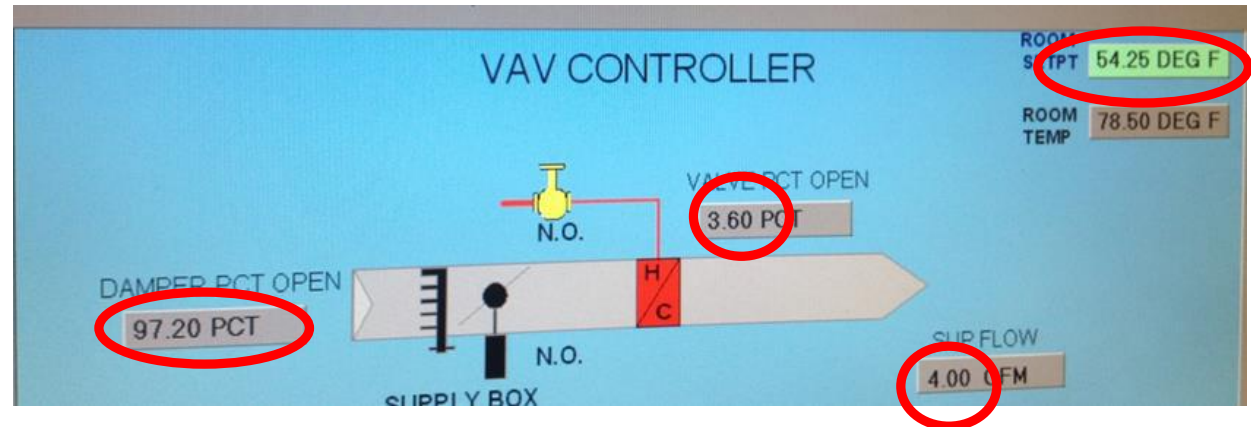 VAV CONTROLLER
ROOM
SETPT 54.25 DEG F
ROOM
TEMP 78.50 DEG F
VALVE PCT OPEN
3.60 PCT
N.O.
H
C
DAMPER PCT OPEN
97.20 PCT
N.O.
SUP FLOW
4.00 CFM
SUPPLY BOX